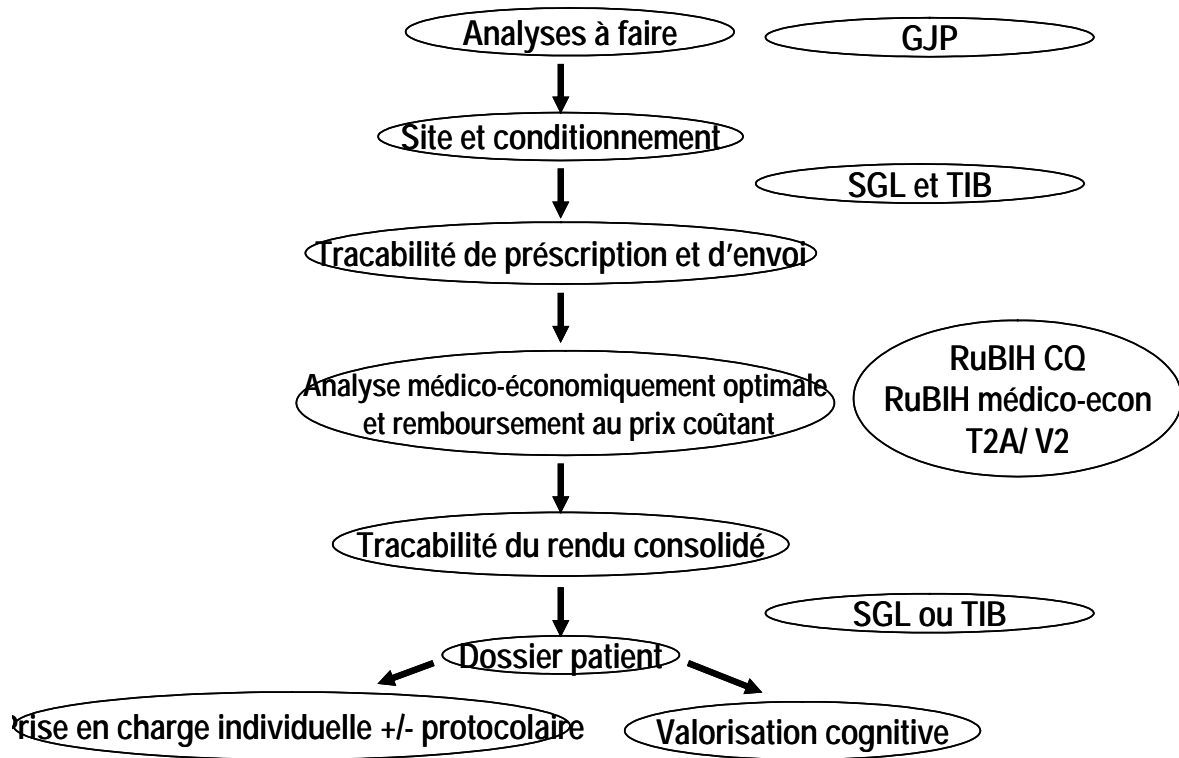 Analyses à faire
GJP
Site et conditionnement
SGL et TIB
Tracabilité de préscription et d'envoi
Analyse médico-économiquement optimale
et remboursement au prix coûtant
RuBIH CQ
RuBIH médico-econ
T2A/ V2
Tracabilité du rendu consolidé
SGL ou TIB
Dossier patient
rise en charge individuelle +/- protocolaire
Valorisation cognitive